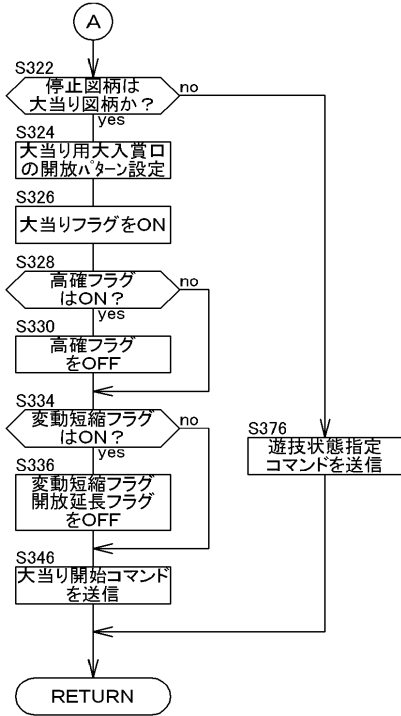 A
S322
停止図柄は
大当り図柄か？
no
yes
S324
大当り用大入賞口
の開放パターン設定
S326
大当りフラグをON
S328
高確フラグ
はON？
no
yes
S330
高確フラグ
をOFF
S334
変動短縮フラグ
はON？
no
yes
S336
変動短縮フラグ
開放延長フラグ
をOFF
S376
遊技状態指定
コマンドを送信
S346
大当り開始コマンド
を送信
RETURN